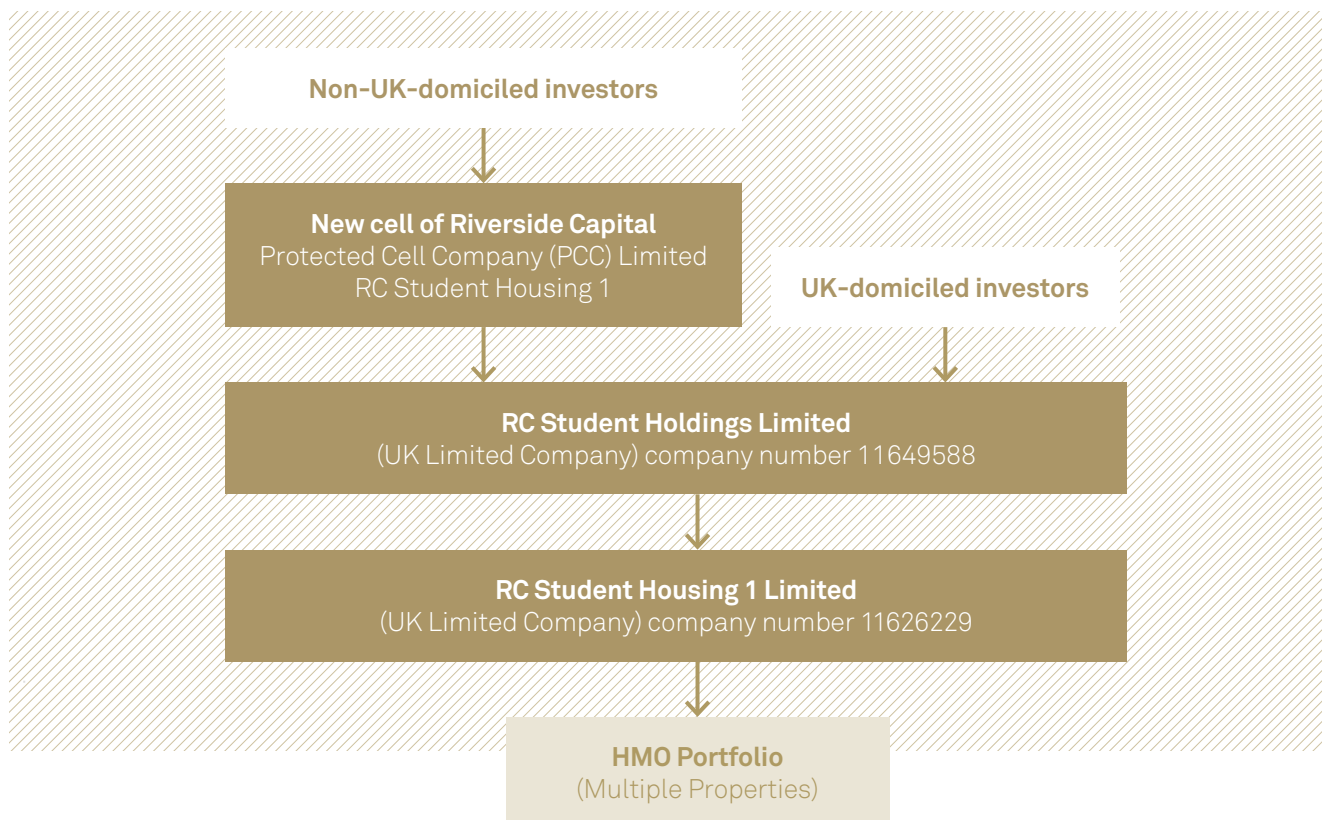 Non-UK-domiciled investors
New cell of Riverside Capital
Protected Cell Company (PCC) Limited
RC Student Housing 1
UK-domiciled investors
RC Student Holdings Limited
(UK Limited Company) company number 11649588
RC Student Housing 1 Limited
(UK Limited Company) company number 11626229
HMO Portfolio
(Multiple Properties)